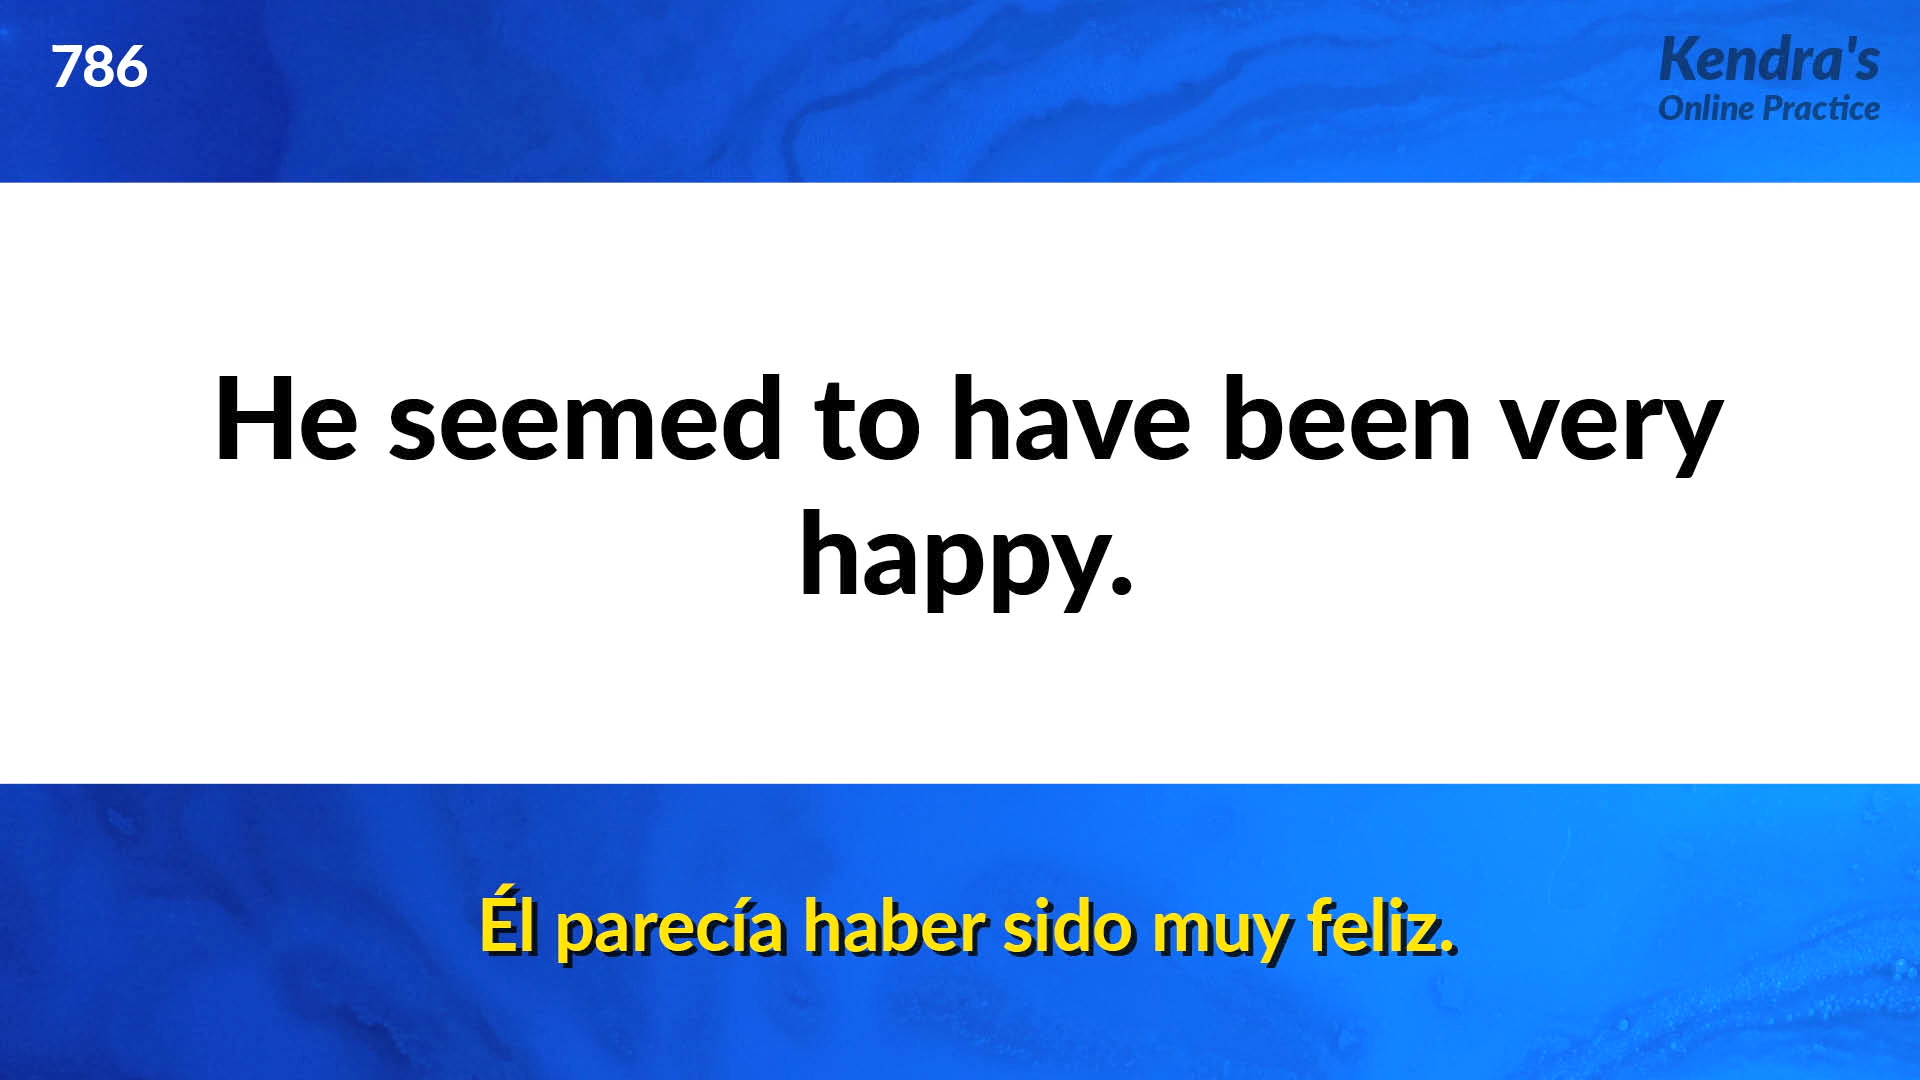 786
Kendra's
Online Practice
He seemed to have been very
happy.
Él parecía haber sido muy feliz.